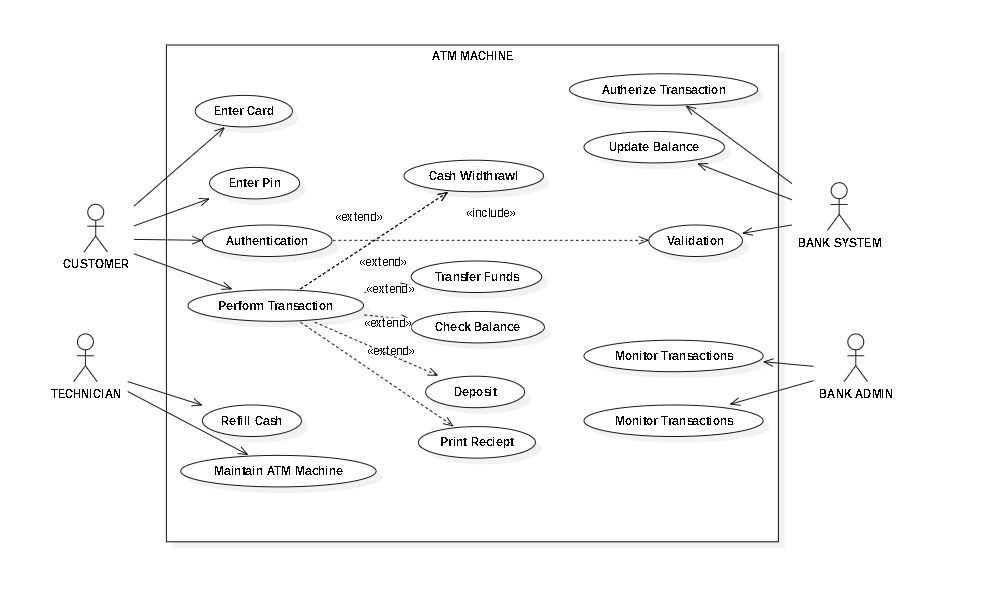 ATM MACHINE
Autherize Transaction
Enter Card
Update Balance
Cash Widthrawl
Enter Pin
«extend»
«include»
Authentication
Validation
BANK SYSTEM
CUSTOMER
«extend»
Transfer Funds
«extend»
Perform Transaction
«extend»
Check Balance
«extend»
Monitor Transactions
TECHNICIAN
Deposit
BANK ADMIN
Refill Cash
Monitor Transactions
Print Reciept
Maintain ATM Machine